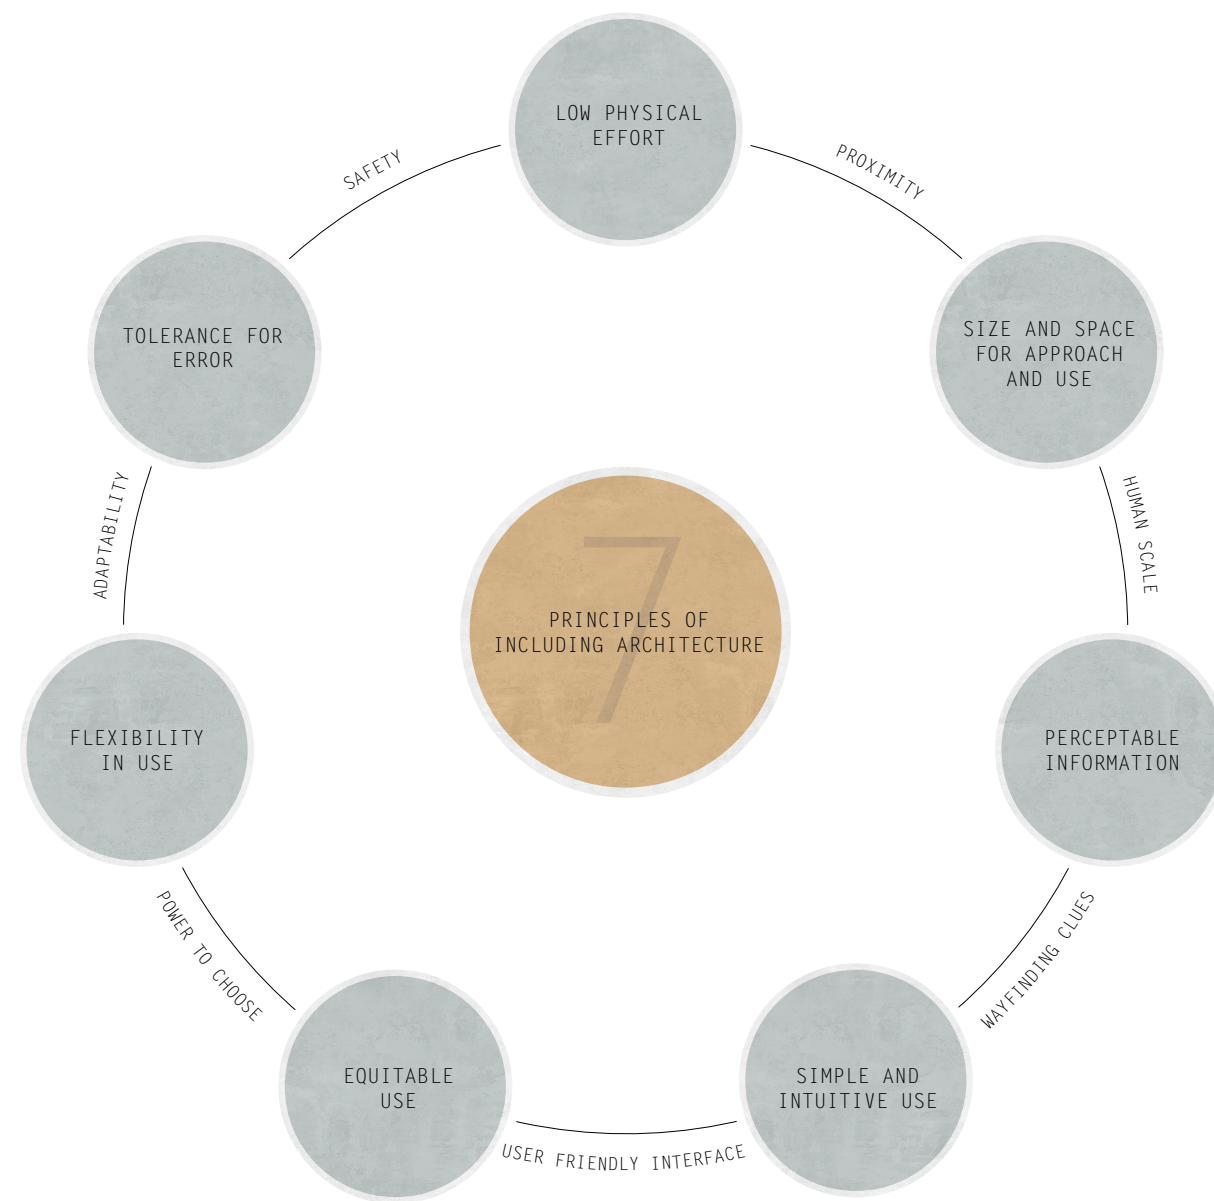 LOW PHYSICAL
EFFORT
PROXIMITY
SIZE AND SPACE
FOR APPROACH
AND USE
HUMAN SCALE
PERCEPTABLE
INFORMATION
WAYFINDING CLUES
SIMPLE AND
INTUITIVE USE
USER FRIENDLY INTERFACE
EQUITABLE
USE
POWER TO CHOOSE
FLEXIBILITY
IN USE
ADAPTABILITY
TOLERANCE FOR
ERROR
SAFETY
7
PRINCIPLES OF
INCLUDING ARCHITECTURE